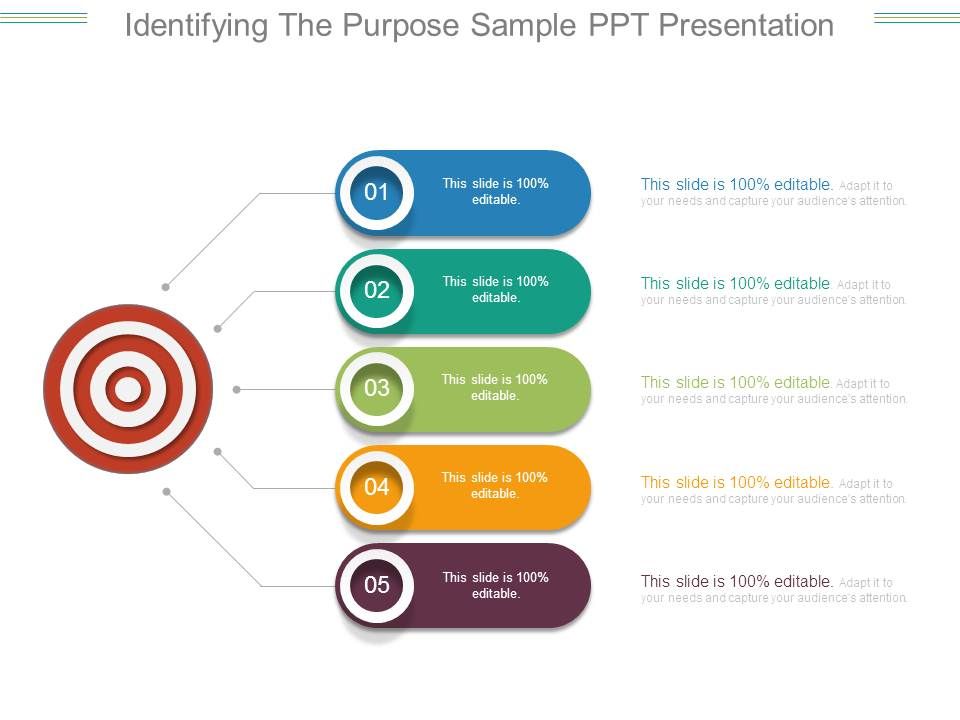 Identifying The Purpose Sample PPT Presentation
01
This slide is 100%
editable.
This slide is 100% editable. Adapt it to
your needs and capture your audience's attention.
02
This slide is 100%
editable.
This slide is 100% editable. Adapt it to
your needs and capture your audience's attention.
03
This slide is 100%
editable.
This slide is 100% editable. Adapt it to
your needs and capture your audience's attention.
04
This slide is 100%
editable.
This slide is 100% editable. Adapt it to
your needs and capture your audience's attention.
05
This slide is 100%
editable.
This slide is 100% editable. Adapt it to
your needs and capture your audience's attention.